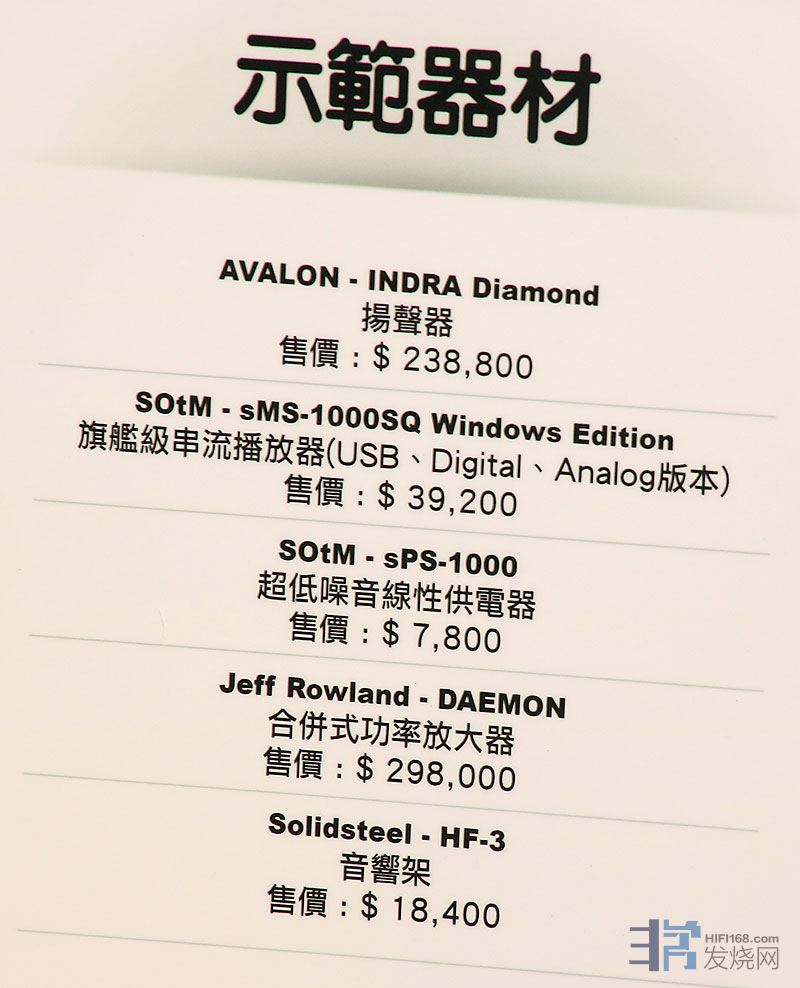 示範器材
AVALON - INDRA Diamond
揚聲器
售價：$ 238,800
SOtM - sMS-1000SQ Windows Edition
旗艦級串流播放器(USB、Digital、Analog版本)
售價：$ 39,200
SOtM - sPS-1000
超低噪音線性供電器
售價：$ 7,800
Jeff Rowland - DAEMON
合併式功率放大器
售價：$ 298,000
Solidsteel - HF-3
音響架
售價：$ 18,400
HIFI168.com
发烧网